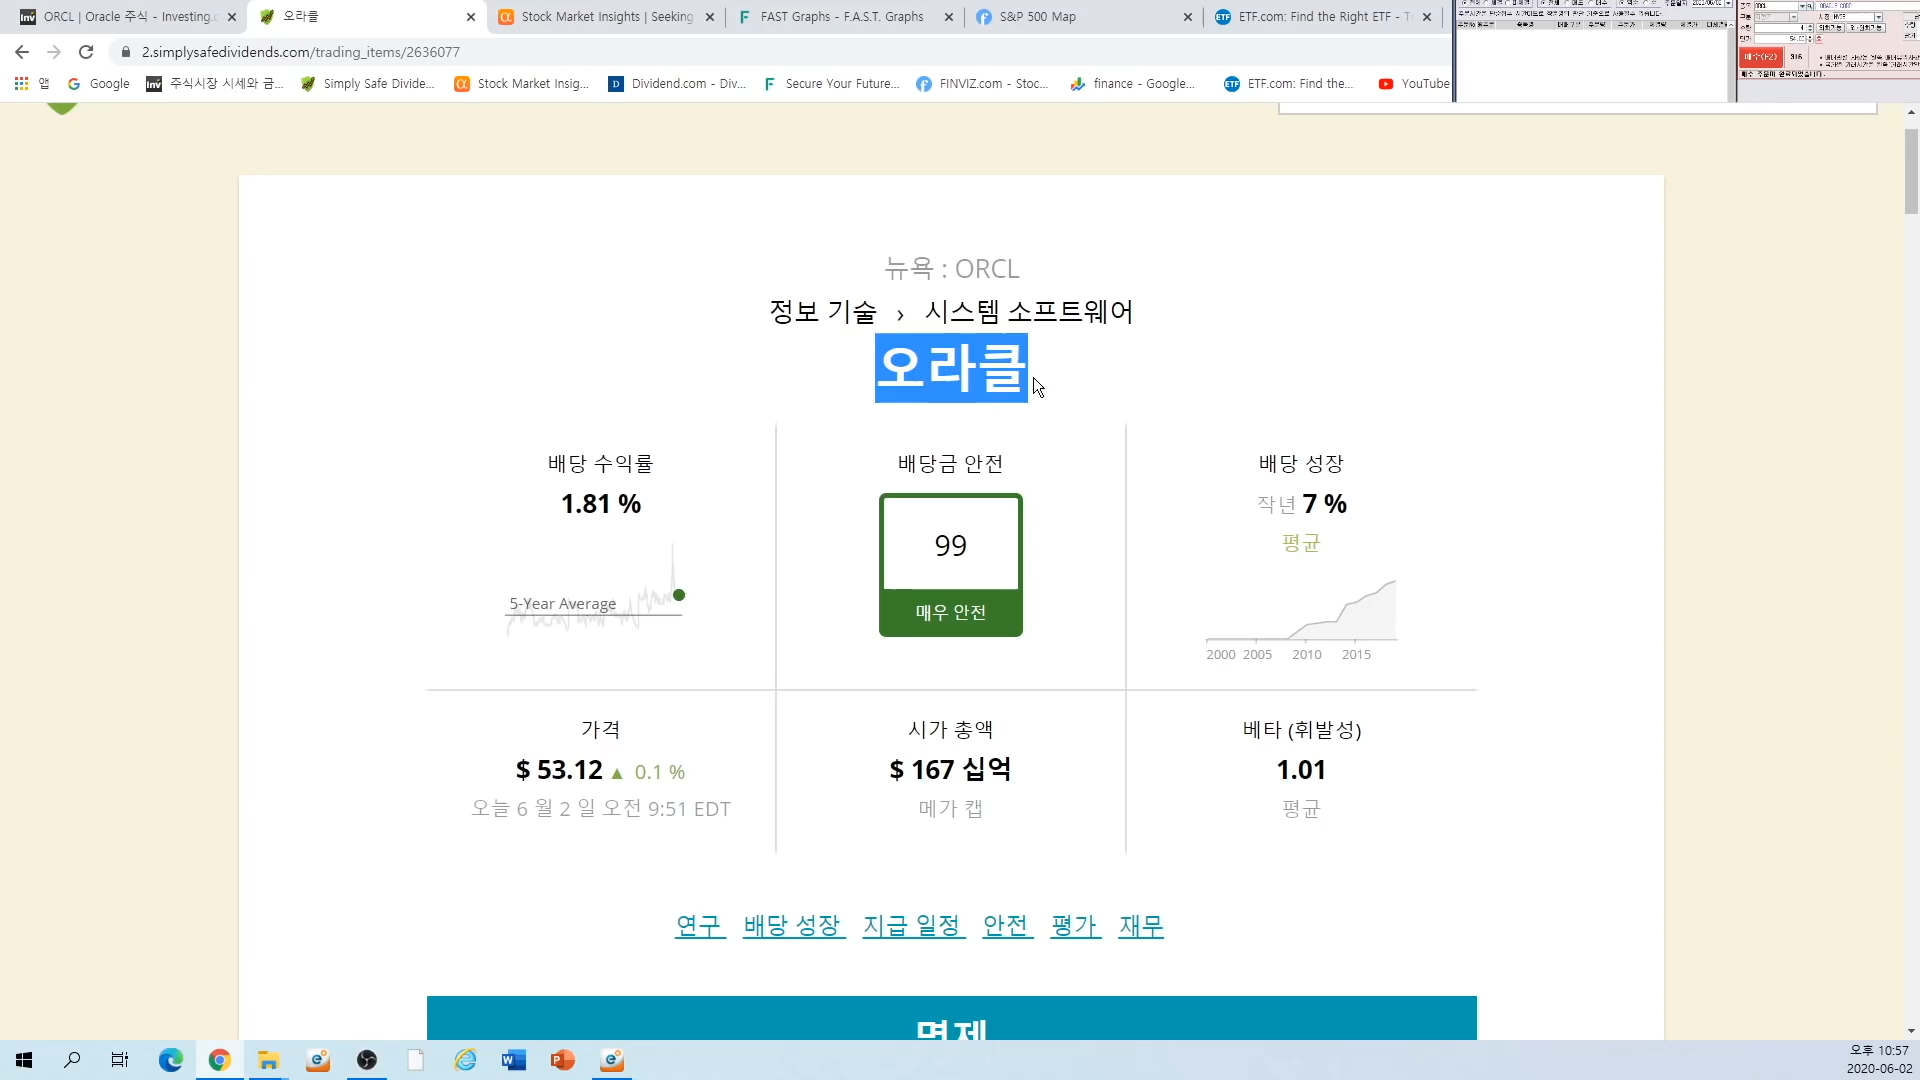 ORCL | Oracle 주식 - Investing.c
오라클
Stock Market Insights | Seeking
FAST Graphs - F.A.S.T. Graphs
S&P 500 Map
ETF.com: Find the Right ETF - T
2.simplysafedividends.com/trading_items/2636077
앱
Google
주식시장 시세와 금...
Simply Safe Divide...
Stock Market Insig...
Dividend.com - Div...
Secure Your Future...
FINVIZ.com - Stoc...
finance - Google...
ETF.com: Find the...
YouTube
뉴욕 : ORCL
정보 기술 › 시스템 소프트웨어
오라클
배당 수익률
1.81 %
5-Year Average
배당금 안전
99
매우 안전
배당 성장
작년 7 %
평균
2000 2005 2010 2015
가격
$ 53.12 ▲ 0.1 %
오늘 6 월 2 일 오전 9:51 EDT
시가 총액
$ 167 십억
메가 캡
베타 (휘발성)
1.01
평균
연구 배당 성장 지급 일정 안전 평가 재무
명제
오후 10:57
2020-06-02